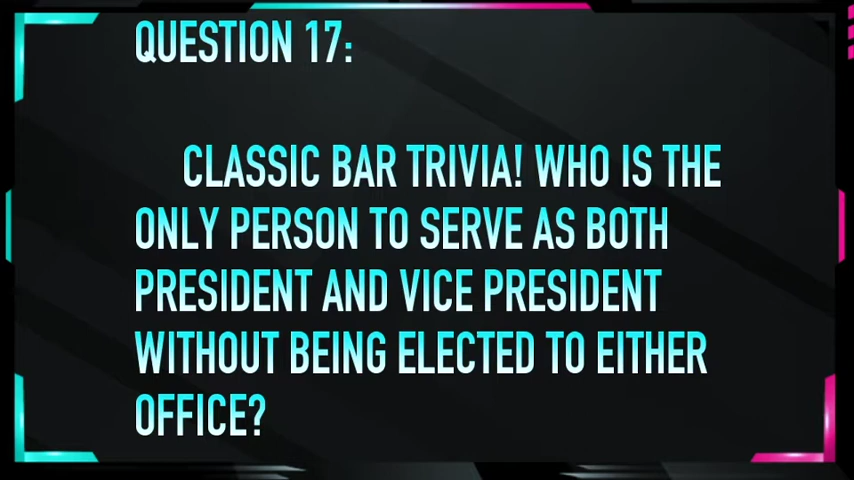 QUESTION 17:
CLASSIC BAR TRIVIA! WHO IS THE
ONLY PERSON TO SERVE AS BOTH
PRESIDENT AND VICE PRESIDENT
WITHOUT BEING ELECTED TO EITHER
OFFICE?